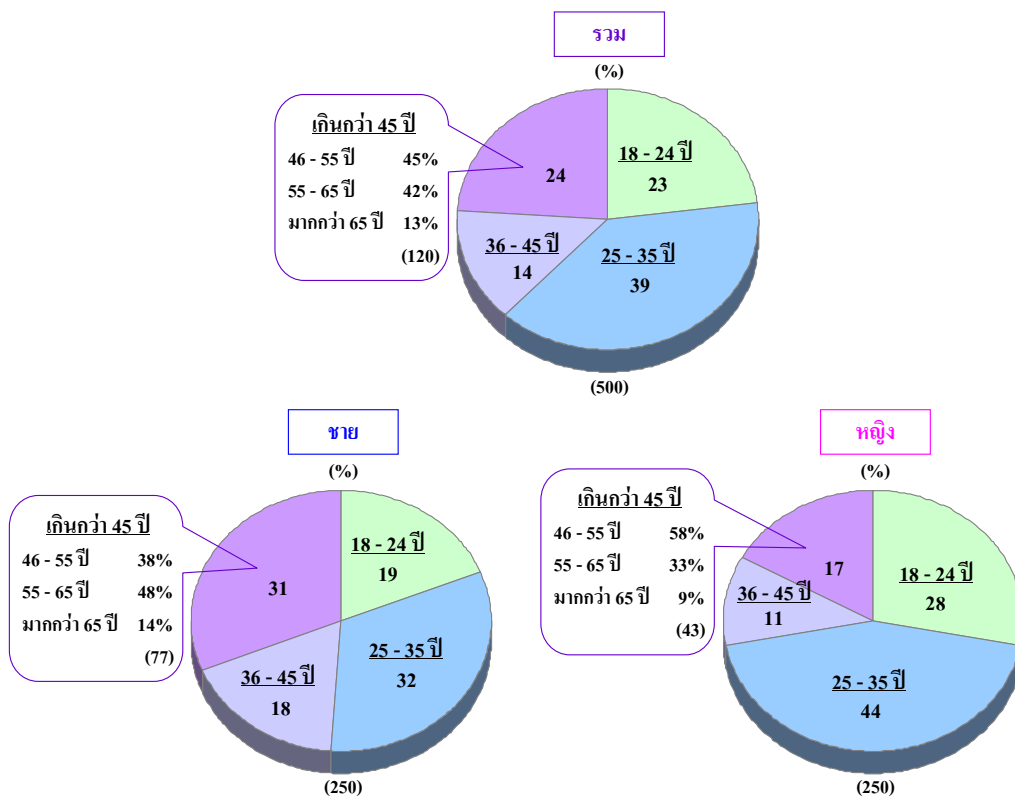 รวม
(%)
เกินกว่า 45 ปี
46 - 55 ปี 45%
55 - 65 ปี 42%
มากกว่า 65 ปี 13%
(120)
24
18 - 24 ปี
23
36 - 45 ปี
14
25 - 35 ปี
39
(500)
ชาย
(%)
เกินกว่า 45 ปี
46 - 55 ปี 38%
55 - 65 ปี 48%
มากกว่า 65 ปี 14%
(77)
31
18 - 24 ปี
19
25 - 35 ปี
32
36 - 45 ปี
18
(250)
หญิง
(%)
เกินกว่า 45 ปี
46 - 55 ปี 58%
55 - 65 ปี 33%
มากกว่า 65 ปี 9%
(43)
17
18 - 24 ปี
28
36 - 45 ปี
11
25 - 35 ปี
44
(250)